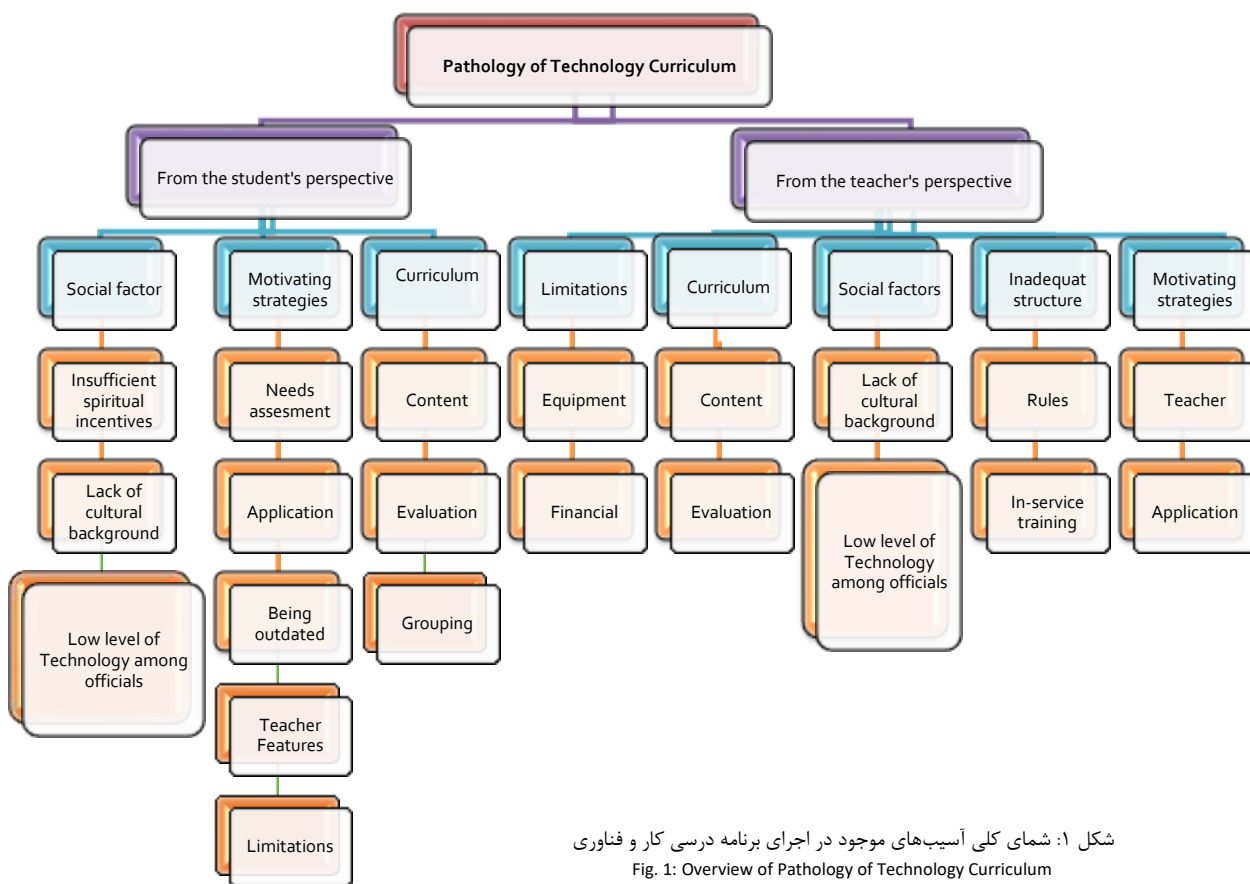 Pathology of Technology Curriculum
From the student's perspective
From the teacher's perspective
Social factor
Motivating
strategies
Curriculum
Limitations
Curriculum
Social factors
Inadequat
structure
Motivating
strategies
Insufficient
spiritual
incentives
Needs
assesment
Content
Equipment
Content
Lack of
cultural
background
Rules
Teacher
Lack of
cultural
background
Application
Evaluation
Financial
Evaluation
Low level of
Technology
among officials
In-service
training
Application
Low level of
Technology among
officials
Being
outdated
Grouping
Teacher
Features
Limitations
شکل ۱: شمای کلی آسیب‌های موجود در اجرای برنامه درسی کار و فناوری
Fig. 1: Overview of Pathology of Technology Curriculum